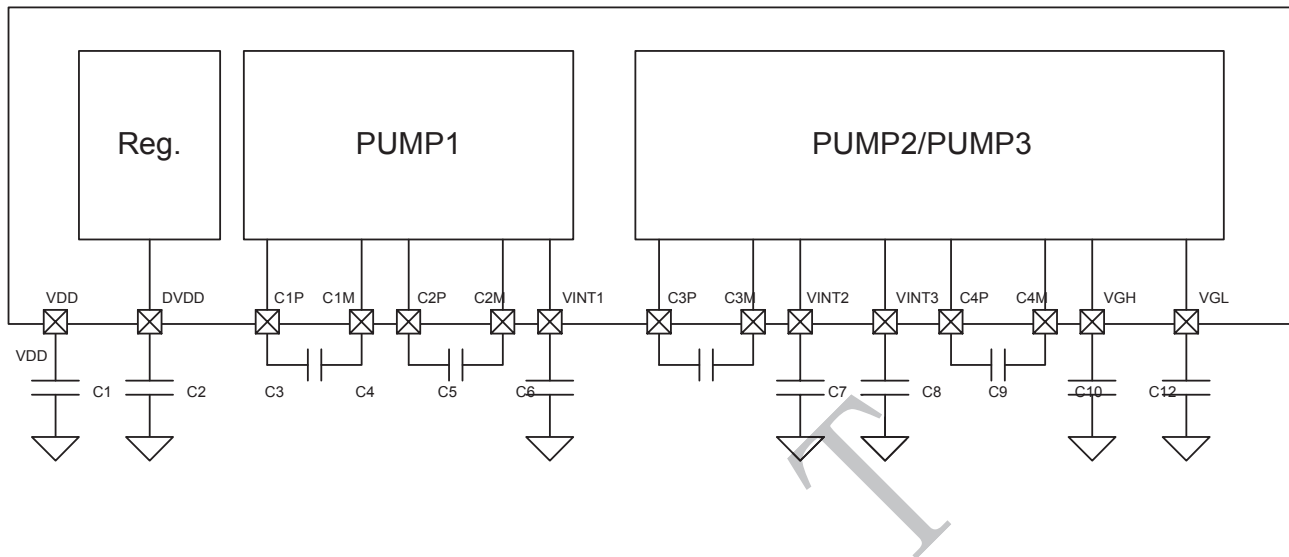 Reg.
PUMP1
PUMP2/PUMP3
VDD
DVDD
C1P
C1M
C2P
C2M
VINT1
C3P
C3M
VINT2
VINT3
C4P
C4M
VGH
VGL
VDD
C1
C2
C3
C4
C5
C6
C7
C8
C9
C10
C12
T